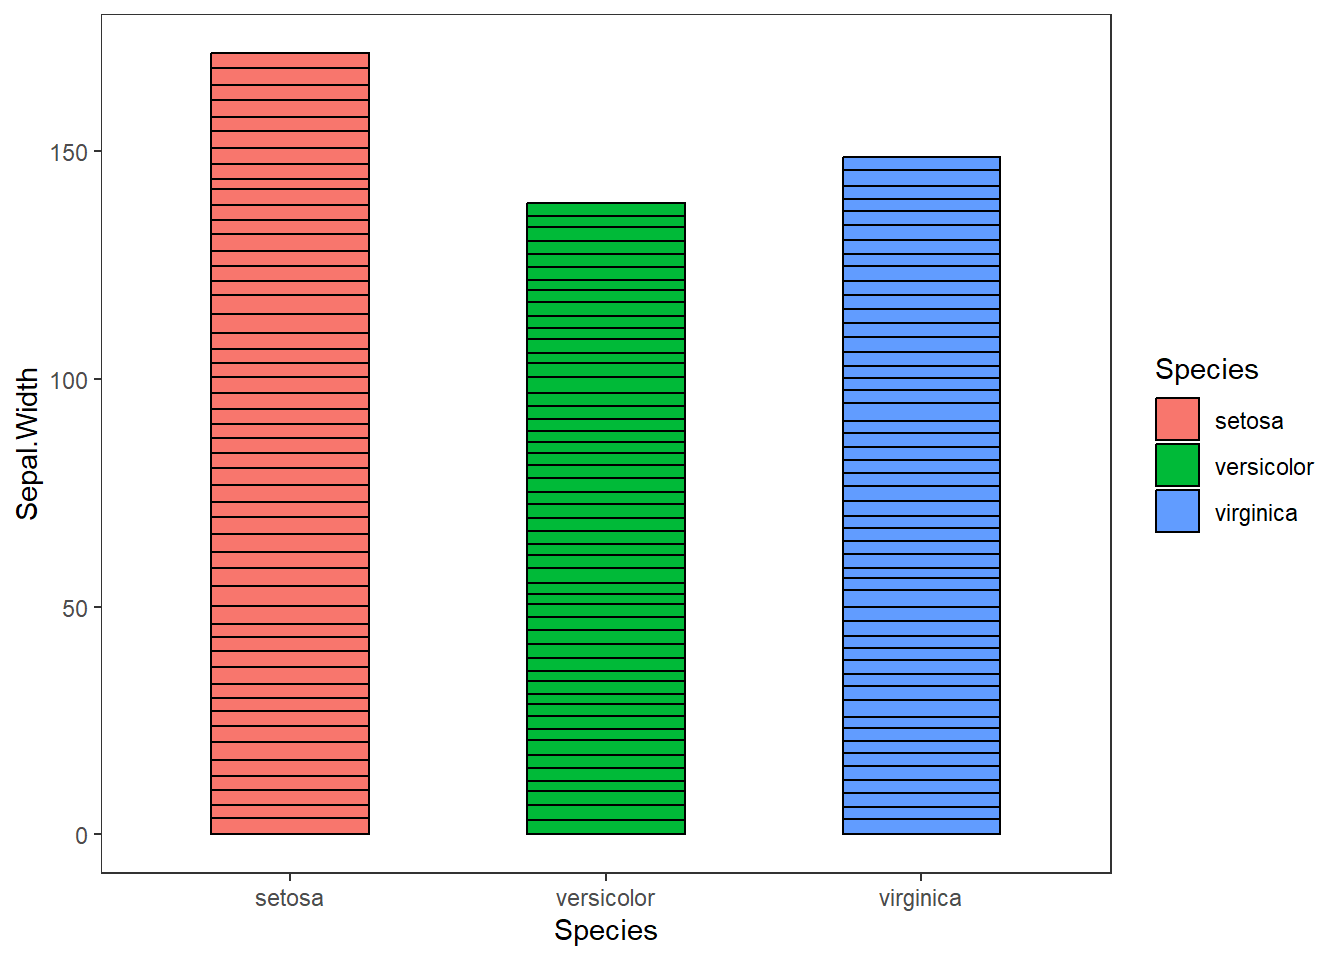 Sepal.Width
150
100
50
0
setosa
versicolor
virginica
Species
Species
setosa
versicolor
virginica